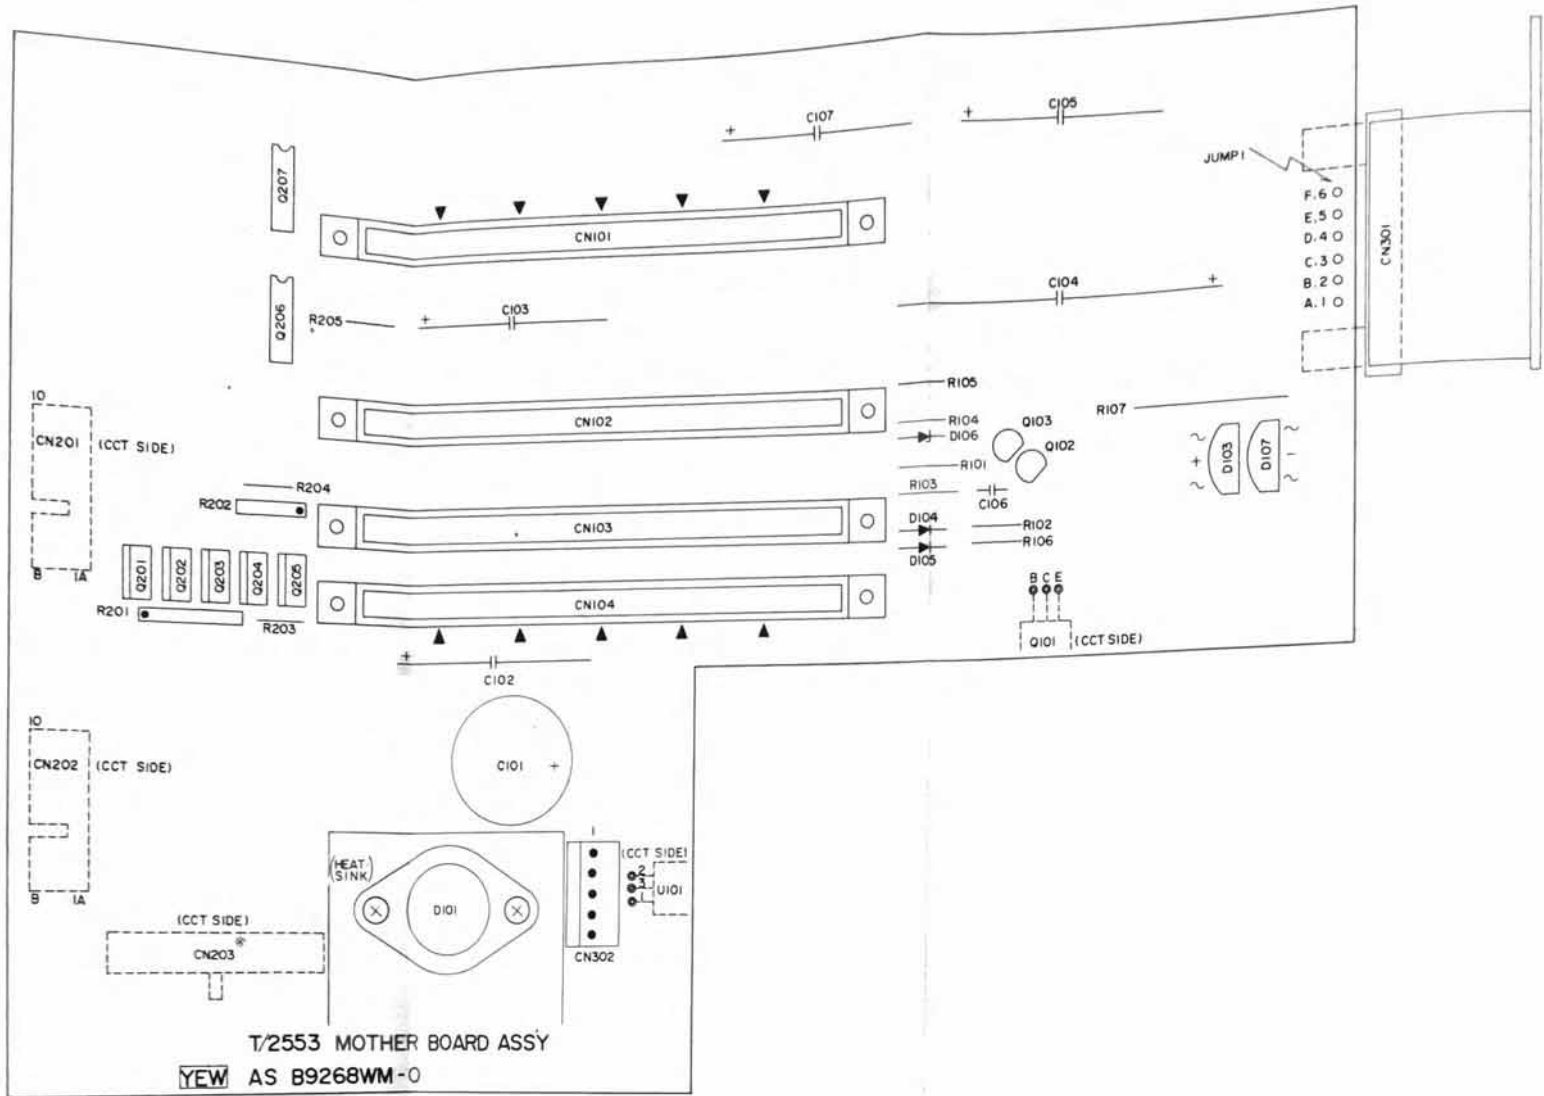 C107
C105
+
+
JUMP1
Q207
F.6
E.5
D.4
C.3
B.2
A.1
CN301
CN101
C104
+
Q206
R205
+
C103
R105
R107
10
CN201
(CCT SIDE)
CN102
R104
D106
Q103
Q102
R101
~
+
~
D103
D107
~
-
~
R204
R202
R103
C106
CN103
D104
R102
R106
D105
B
1A
Q201
Q202
Q203
Q204
Q205
R201
R203
CN104
B C E
Q101
(CCT SIDE)
+
C102
10
CN202
(CCT SIDE)
C101
+
(HEAT SINK)
1
(CCT SIDE)
2
3
1
U101
B
1A
D101
(CCT SIDE)
CN203
CN302
T/2553 MOTHER BOARD ASSY
YEW AS B9268WM-0